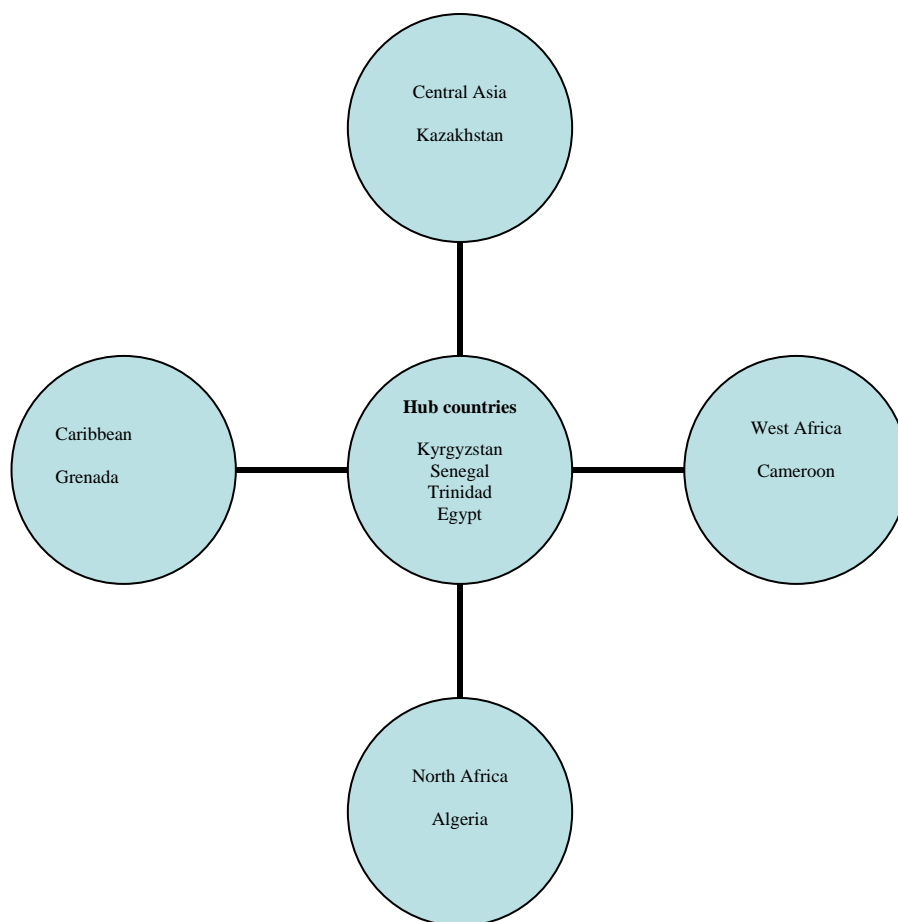 Central Asia
Kazakhstan
Hub countries
Kyrgyzstan
Senegal
Trinidad
Egypt
Caribbean
Grenada
West Africa
Cameroon
North Africa
Algeria